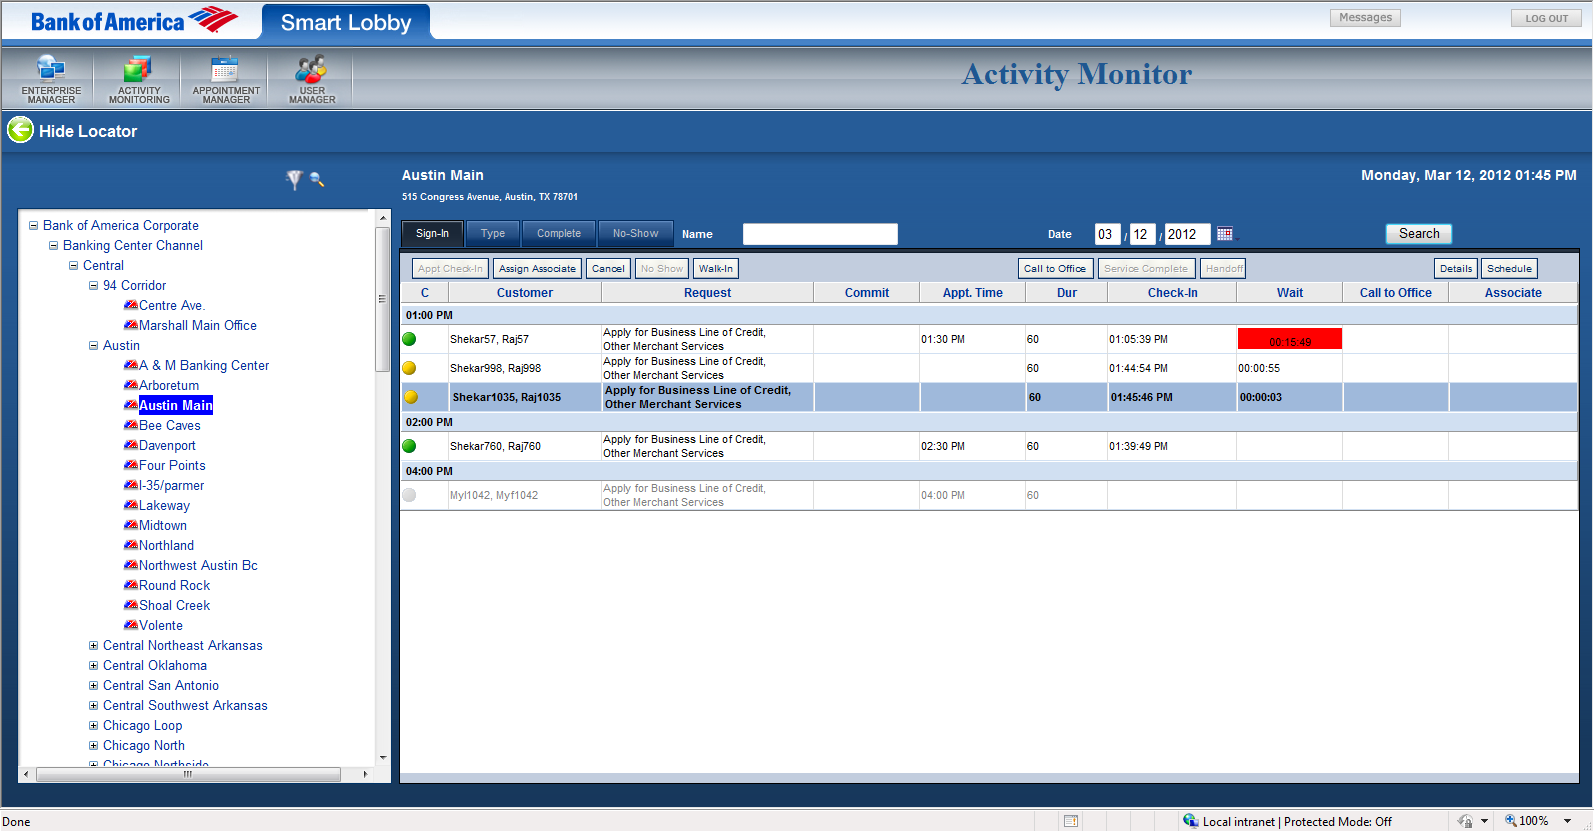 Bank of America
Smart Lobby
Messages
LOG OUT
ENTERPRISE
MANAGER
ACTIVITY
MONITORING
APPOINTMENT
MANAGER
USER
MANAGER
Activity Monitor
Hide Locator
Austin Main
515 Congress Avenue, Austin, TX 78701
Monday, Mar 12, 2012 01:45 PM
Bank of America Corporate
Banking Center Channel
Central
94 Corridor
Centre Ave.
Marshall Main Office
Austin
A & M Banking Center
Arboretum
Austin Main
Bee Caves
Davenport
Four Points
I-35/parmer
Lakeway
Midtown
Northland
Northwest Austin Bc
Round Rock
Shoal Creek
Volente
Central Northeast Arkansas
Central Oklahoma
Central San Antonio
Central Southwest Arkansas
Chicago Loop
Chicago North
Chicago Northside
Sign-In Type Complete No-Show Name Date 03 / 12 / 2012 Search
Appt Check-In Assign Associate Cancel No Show Walk-In Call to Office Service Complete Handoff Details Schedule
C Customer Request Commit Appt. Time Dur Check-In Wait Call to Office Associate
01:00 PM
Shekar57, Raj57 Apply for Business Line of Credit, 01:30 PM 60 01:05:39 PM 00:15:49
Other Merchant Services
Shekar998, Raj998 Apply for Business Line of Credit, 60 01:44:54 PM 00:00:55
Other Merchant Services
Shekar1035, Raj1035 Apply for Business Line of Credit, 60 01:45:46 PM 00:00:03
Other Merchant Services
02:00 PM
Shekar760, Raj760 Apply for Business Line of Credit, 02:30 PM 60 01:39:49 PM
Other Merchant Services
04:00 PM
Myl1042, Myf1042 Apply for Business Line of Credit, 04:00 PM 60
Other Merchant Services
Done
Local intranet | Protected Mode: Off
100%